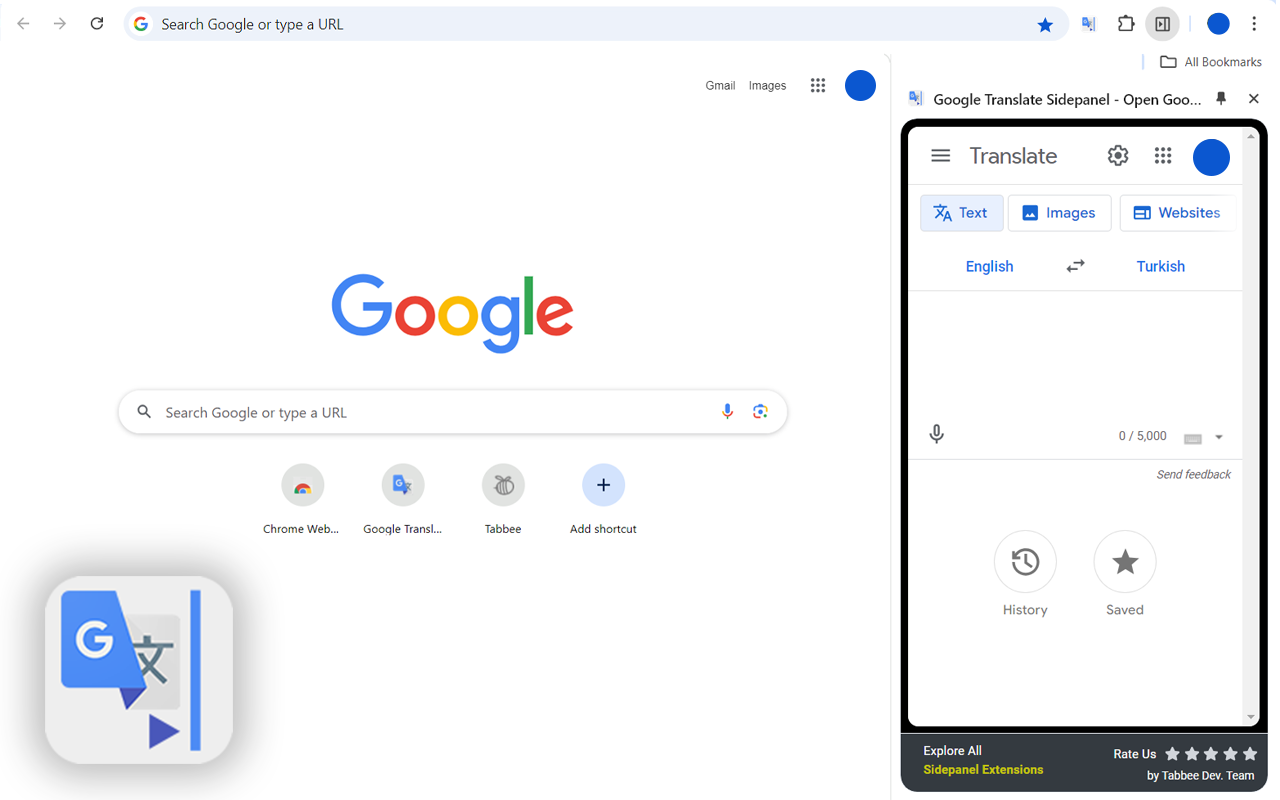 Search Google or type a URL
All Bookmarks
Gmail Images
Google Translate Sidepanel - Open Goo...
Translate
Text Images Websites
English Turkish
Google
Search Google or type a URL
0 / 5,000
Send feedback
Chrome Web... Google Transl... Tabbee Add shortcut
History Saved
G 文
Explore All
Sidepanel Extensions
Rate Us
by Tabbee Dev. Team